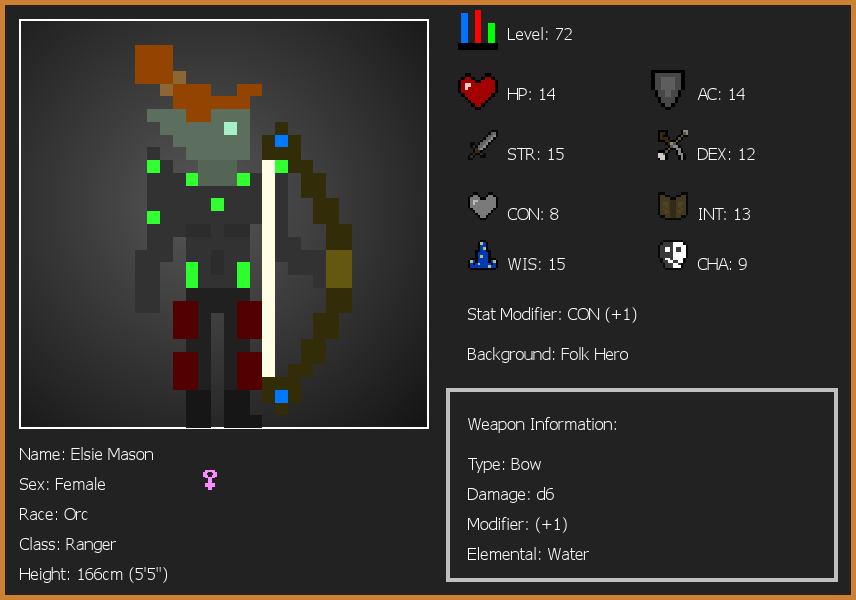 Level: 72
HP: 14
AC: 14
STR: 15
DEX: 12
CON: 8
INT: 13
WIS: 15
CHA: 9
Stat Modifier: CON (+1)
Background: Folk Hero
Weapon Information:
Type: Bow
Damage: d6
Modifier: (+1)
Elemental: Water
Name: Elsie Mason
Sex: Female
Race: Orc
Class: Ranger
Height: 166cm (5'5")